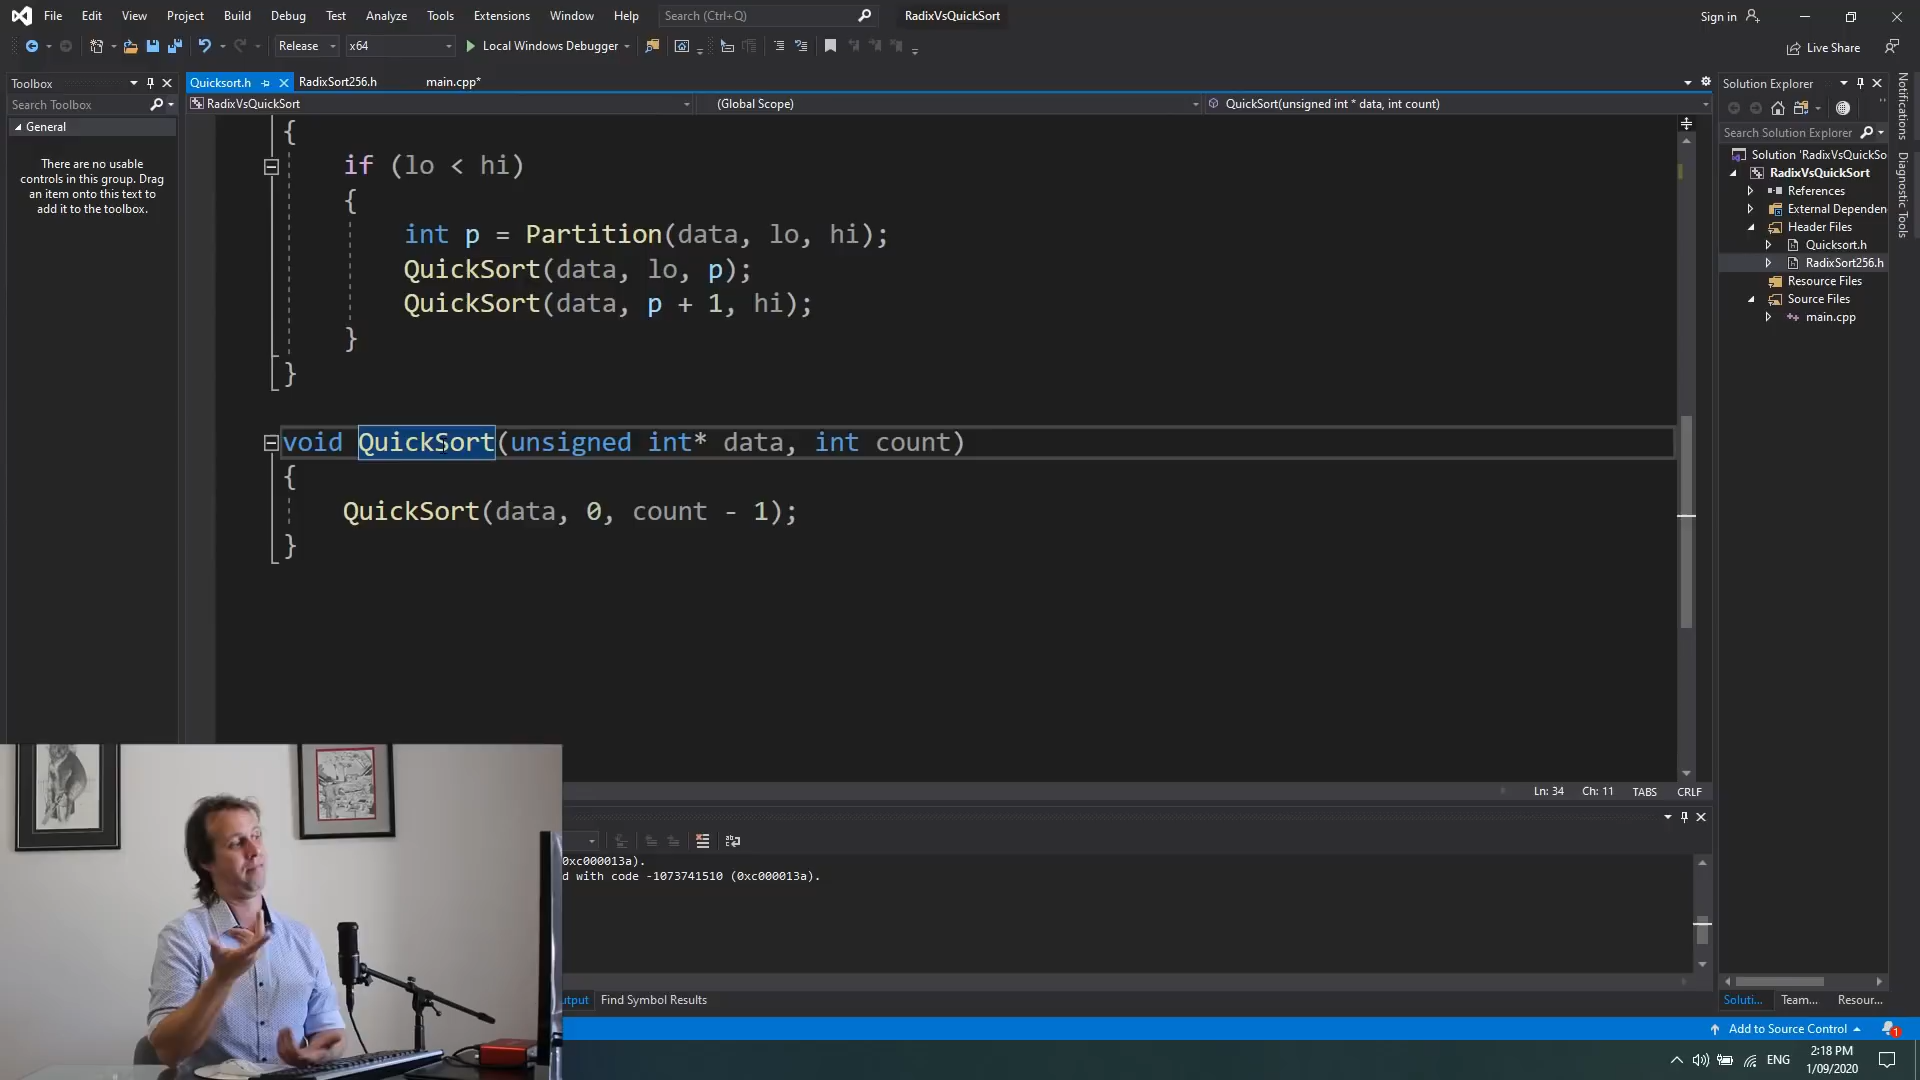 File Edit View Project Build Debug Test Analyze Tools Extensions Window Help Search (Ctrl+Q) RadixVsQuickSort Sign in
Release x64 Local Windows Debugger Live Share
Toolbox
Search Toolbox
General
There are no usable
controls in this group. Drag
an item onto this text to
add it to the toolbox.
Quicksort.h RadixSort256.h main.cpp*
RadixVsQuickSort (Global Scope) QuickSort(unsigned int * data, int count)
{
if (lo < hi)
{
int p = Partition(data, lo, hi);
QuickSort(data, lo, p);
QuickSort(data, p + 1, hi);
}
}
void QuickSort(unsigned int* data, int count)
{
QuickSort(data, 0, count - 1);
}
Ln: 34 Ch: 11 TABS CRLF
0xc000013a).
d with code -1073741510 (0xc000013a).
utput Find Symbol Results
Solution Explorer
Search Solution Explorer
Solution 'RadixVsQuickSo
RadixVsQuickSort
References
External Dependen
Header Files
Quicksort.h
RadixSort256.h
Resource Files
Source Files
main.cpp
Soluti... Team... Resour...
Notifications
Diagnostic Tools
Add to Source Control
1
ENG
2:18 PM
1/09/2020